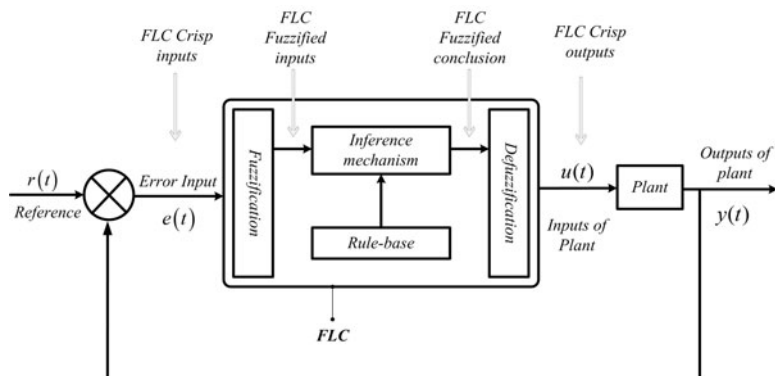 FLC Crisp
inputs
FLC
Fuzzified
inputs
FLC
Fuzzified
conclusion
FLC Crisp
outputs
r(t)
Reference
Error Input
e(t)
Fuzzification
Inference
mechanism
Rule-base
Defuzzification
u(t)
Inputs of
Plant
Plant
Outputs of
plant
y(t)
FLC